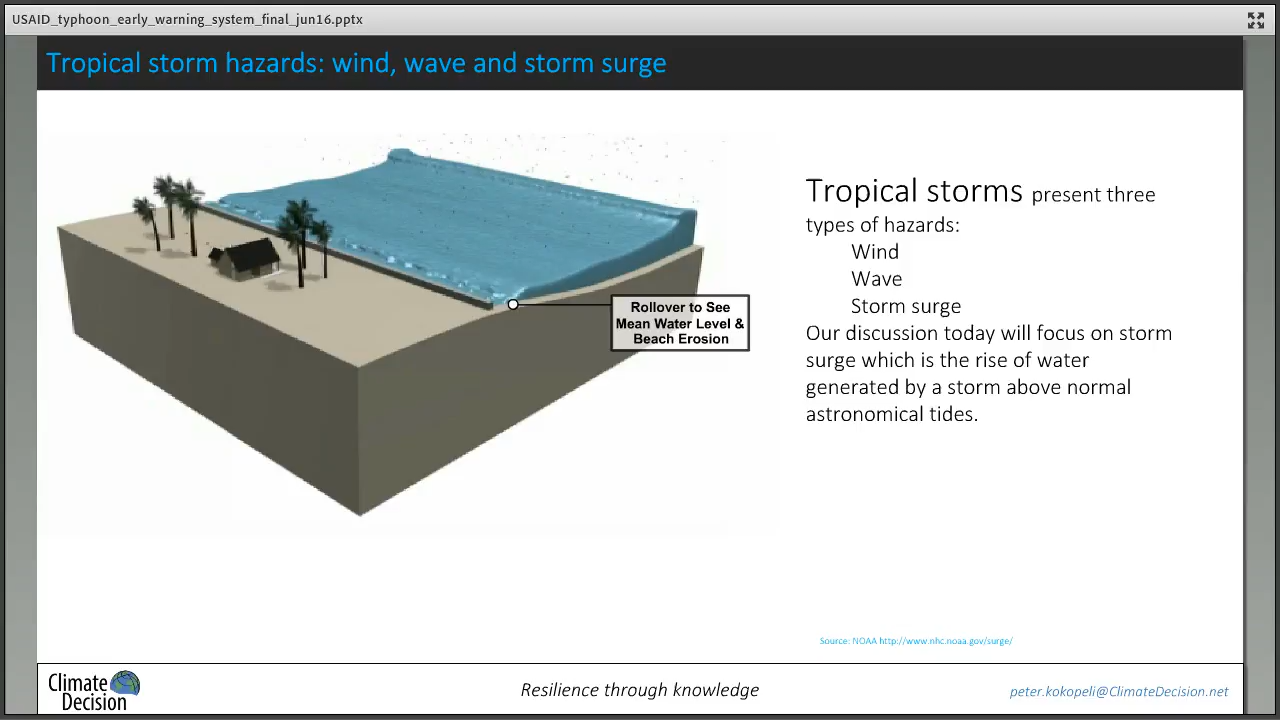 USAID_typhoon_early_warning_system_final_jun16.pptx
Tropical storm hazards: wind, wave and storm surge
Rollover to See
Mean Water Level &
Beach Erosion
Tropical storms present three
types of hazards:
Wind
Wave
Storm surge
Our discussion today will focus on storm
surge which is the rise of water
generated by a storm above normal
astronomical tides.
Source: NOAA http://www.nhc.noaa.gov/surge/
Climate
Decision
Resilience through knowledge
peter.kokopeli@ClimateDecision.net